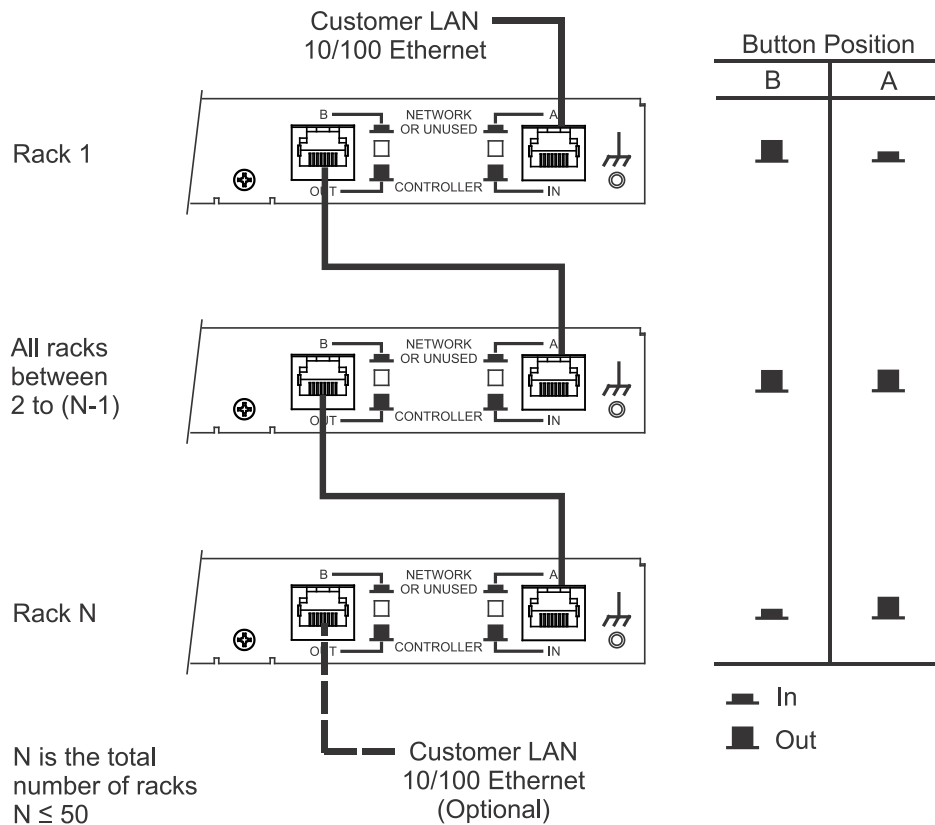 Customer LAN
10/100 Ethernet
Button Position
B
A
Rack 1
B
NETWORK
OR UNUSED
A
OUT
CONTROLLER
IN
All racks
between
2 to (N-1)
B
NETWORK
OR UNUSED
A
OUT
CONTROLLER
IN
Rack N
B
NETWORK
OR UNUSED
A
OUT
CONTROLLER
IN
In
Out
N is the total
number of racks
N ≤ 50
Customer LAN
10/100 Ethernet
(Optional)